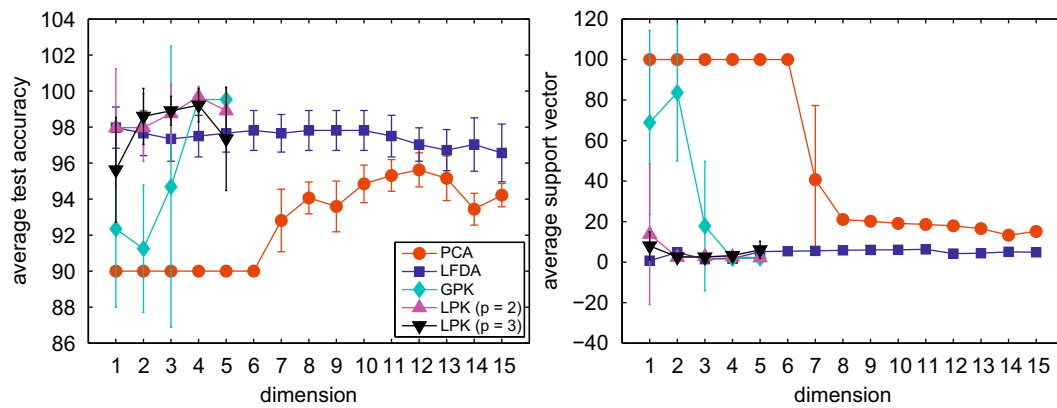 104
102
100
98
96
94
92
90
88
86
average test accuracy
1 2 3 4 5 6 7 8 9 10 11 12 13 14 15
dimension
PCA
LFDA
GPK
LPK (p = 2)
LPK (p = 3)
120
100
80
60
40
20
0
−20
−40
average support vector
1 2 3 4 5 6 7 8 9 10 11 12 13 14 15
dimension